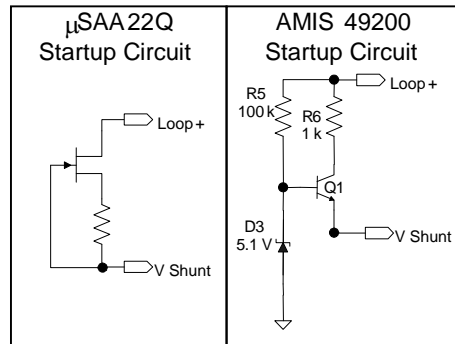 μSAA22Q
Startup Circuit
Loop+
V Shunt
AMIS 49200
Startup Circuit
Loop+
R5
100k
R6
1k
Q1
D3
5.1 V
V Shunt